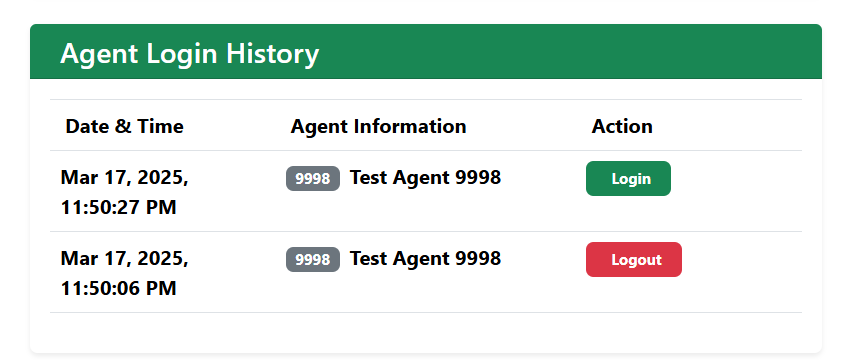 Agent Login History
Date & Time Agent Information Action
Mar 17, 2025, 9998 Test Agent 9998 Login
11:50:27 PM
Mar 17, 2025, 9998 Test Agent 9998 Logout
11:50:06 PM